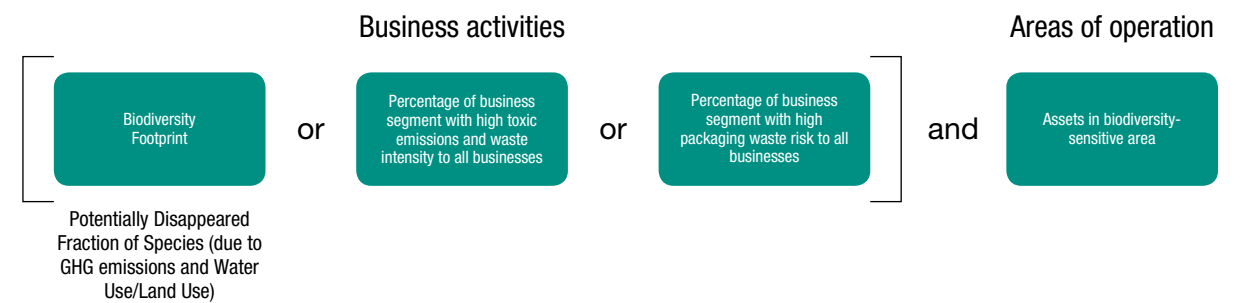 Business activities
Areas of operation
Biodiversity
Footprint
or
Percentage of business
segment with high toxic
emissions and waste
intensity to all businesses
or
Percentage of business
segment with high
packaging waste risk to all
businesses
and
Assets in biodiversity-
sensitive area
Potentially Disappeared
Fraction of Species (due to
GHG emissions and Water
Use/Land Use)